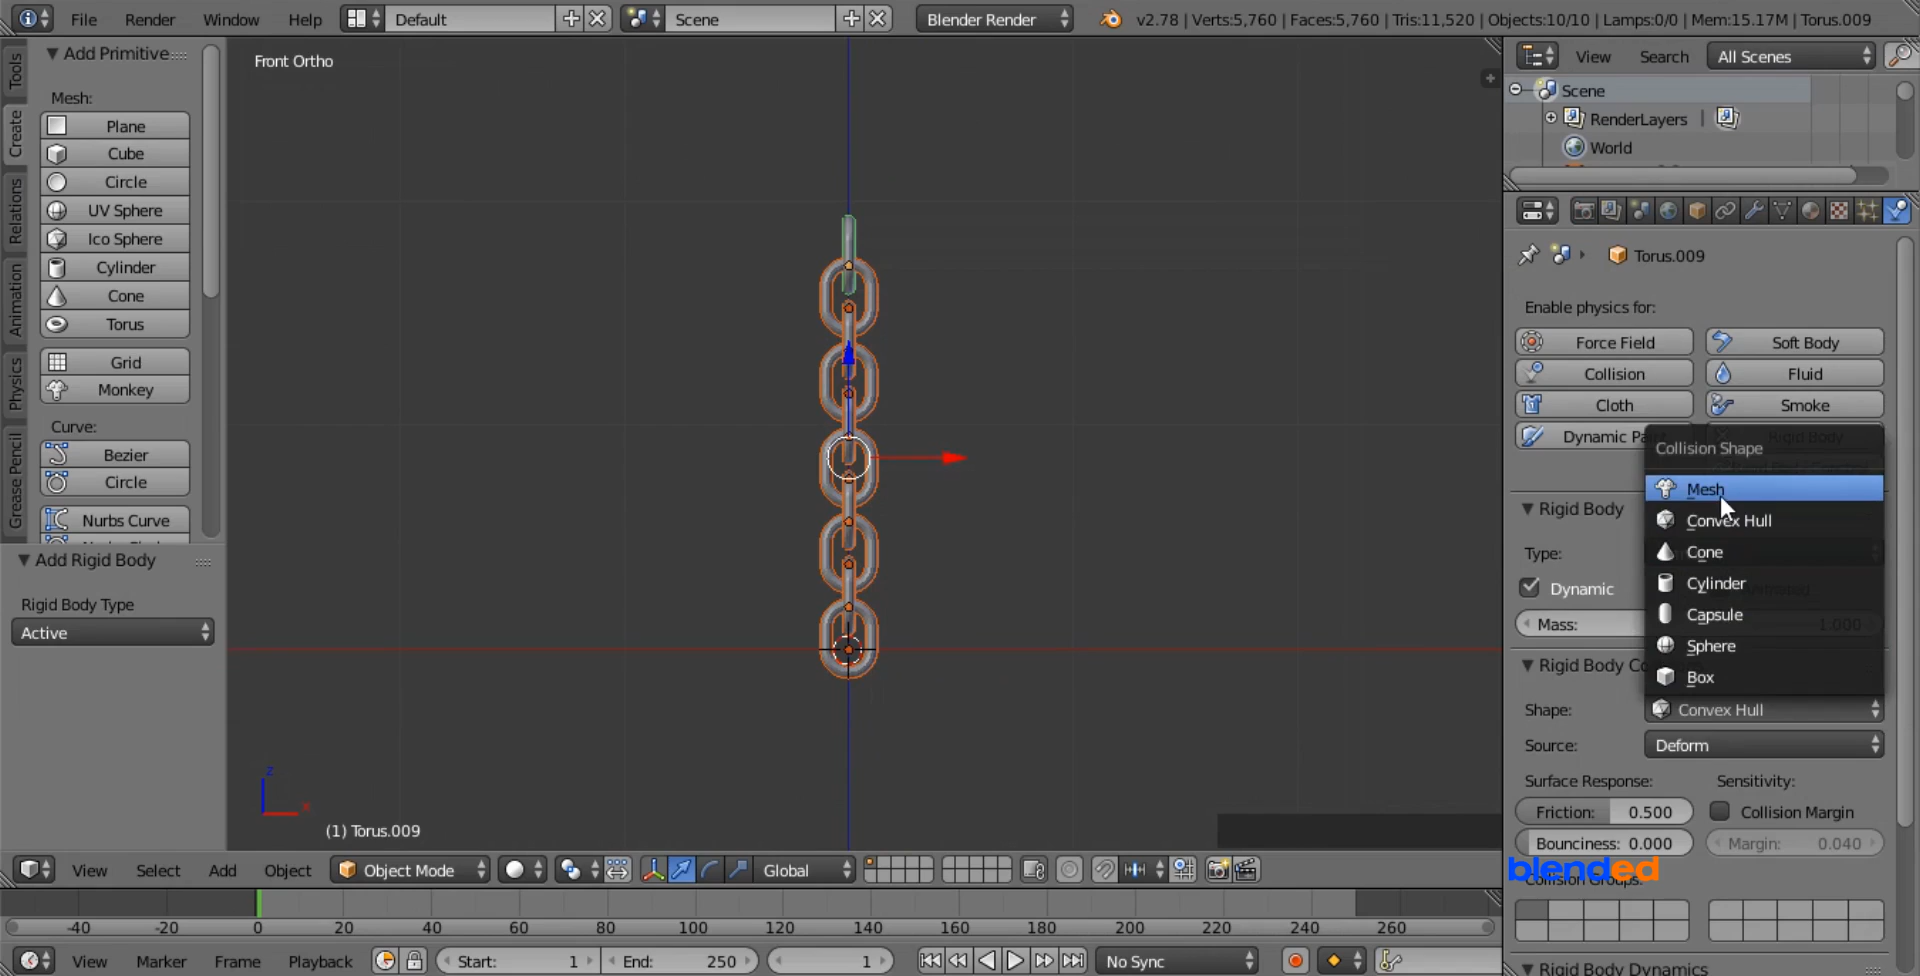 File Render Window Help Default Scene Blender Render v2.78 | Verts:5,760 | Faces:5,760 | Tris:11,520 | Objects:10/10 | Lamps:0/0 | Mem:15.17M | Torus.009
Tools
Create
Relations
Animation
Physics
Grease Pencil
Add Primitive
Mesh:
Plane
Cube
Circle
UV Sphere
Ico Sphere
Cylinder
Cone
Torus
Grid
Monkey
Curve:
Bezier
Circle
Nurbs Curve
Add Rigid Body
Rigid Body Type
Active
Front Ortho
z
x
(1) Torus.009
View Search All Scenes
Scene
RenderLayers
World
Torus.009
Enable physics for:
Force Field Soft Body
Collision Fluid
Cloth Smoke
Dynamic Rigid Body
Collision Shape
Mesh
Convex Hull
Cone
Cylinder
Capsule
Sphere
Box
Rigid Body
Type:
Dynamic
Mass: 1.000
Rigid Body
Shape: Convex Hull
Source: Deform
Surface Response: Sensitivity:
Friction: 0.500 Collision Margin
Bounciness: 0.000 Margin: 0.040
blended
Collision Groups:
Rigid Body Dynamics
View Select Add Object Object Mode Global
-40 -20 0 20 40 60 80 100 120 140 160 180 200 220 240 260
View Marker Frame Playback Start: 1 End: 250 1 No Sync